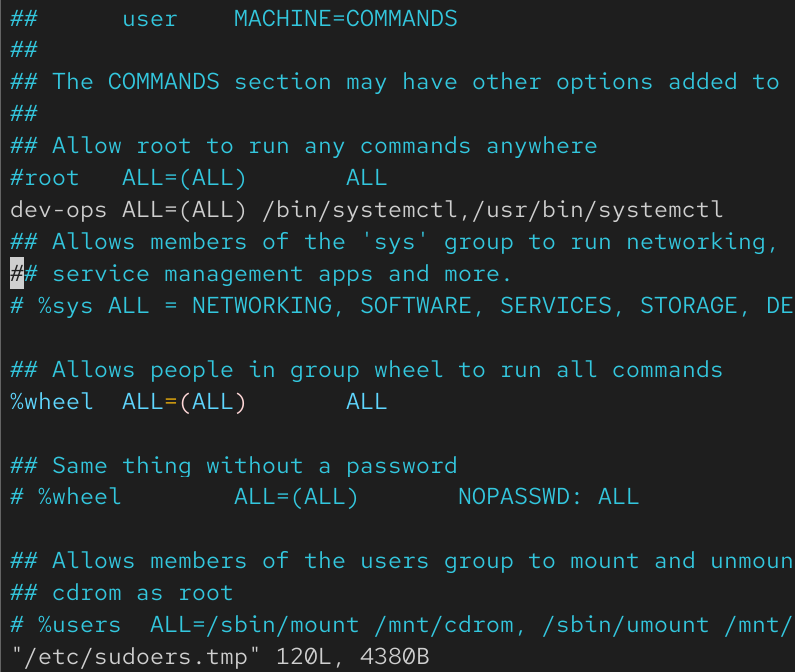 ##      user    MACHINE=COMMANDS
##
## The COMMANDS section may have other options added to
##
## Allow root to run any commands anywhere
#root   ALL=(ALL)       ALL
dev-ops ALL=(ALL) /bin/systemctl,/usr/bin/systemctl
## Allows members of the 'sys' group to run networking,
## service management apps and more.
# %sys ALL = NETWORKING, SOFTWARE, SERVICES, STORAGE, DE

## Allows people in group wheel to run all commands
%wheel  ALL=(ALL)       ALL

## Same thing without a password
# %wheel        ALL=(ALL)       NOPASSWD: ALL

## Allows members of the users group to mount and unmoun
## cdrom as root
# %users  ALL=/sbin/mount /mnt/cdrom, /sbin/umount /mnt/
"/etc/sudoers.tmp" 120L, 4380B